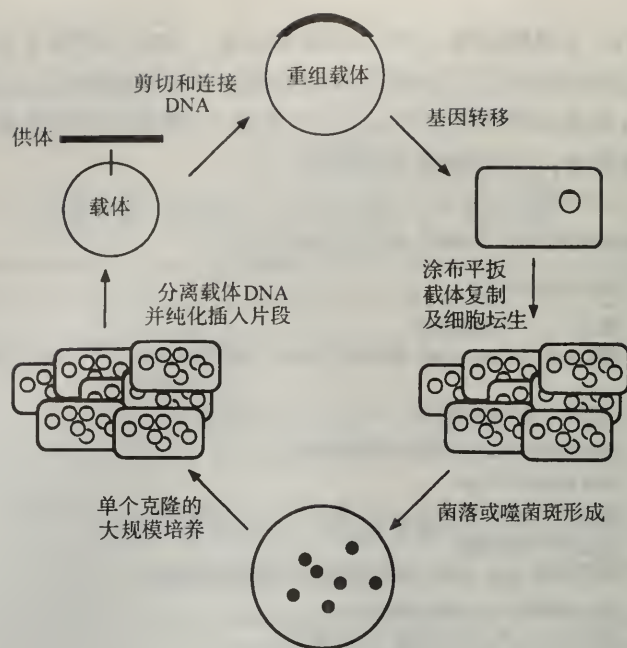 重组载体
剪切和连接
DNA
基因转移
供体
载体
涂布平扳
截体复制
及细胞坛生
分离载体DNA
并纯化插入片段
单个克隆的
大规模培养
菌落或噬菌斑形成